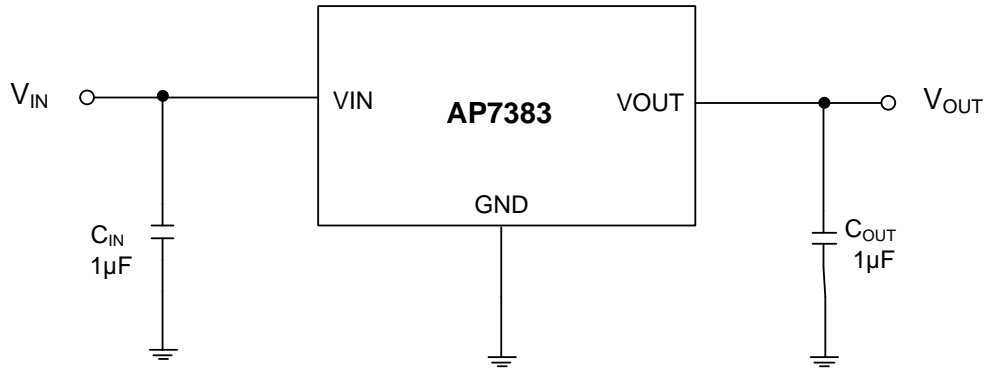 VIN
VIN
AP7383
VOUT
VOUT
GND
CIN
1µF
COUT
1µF